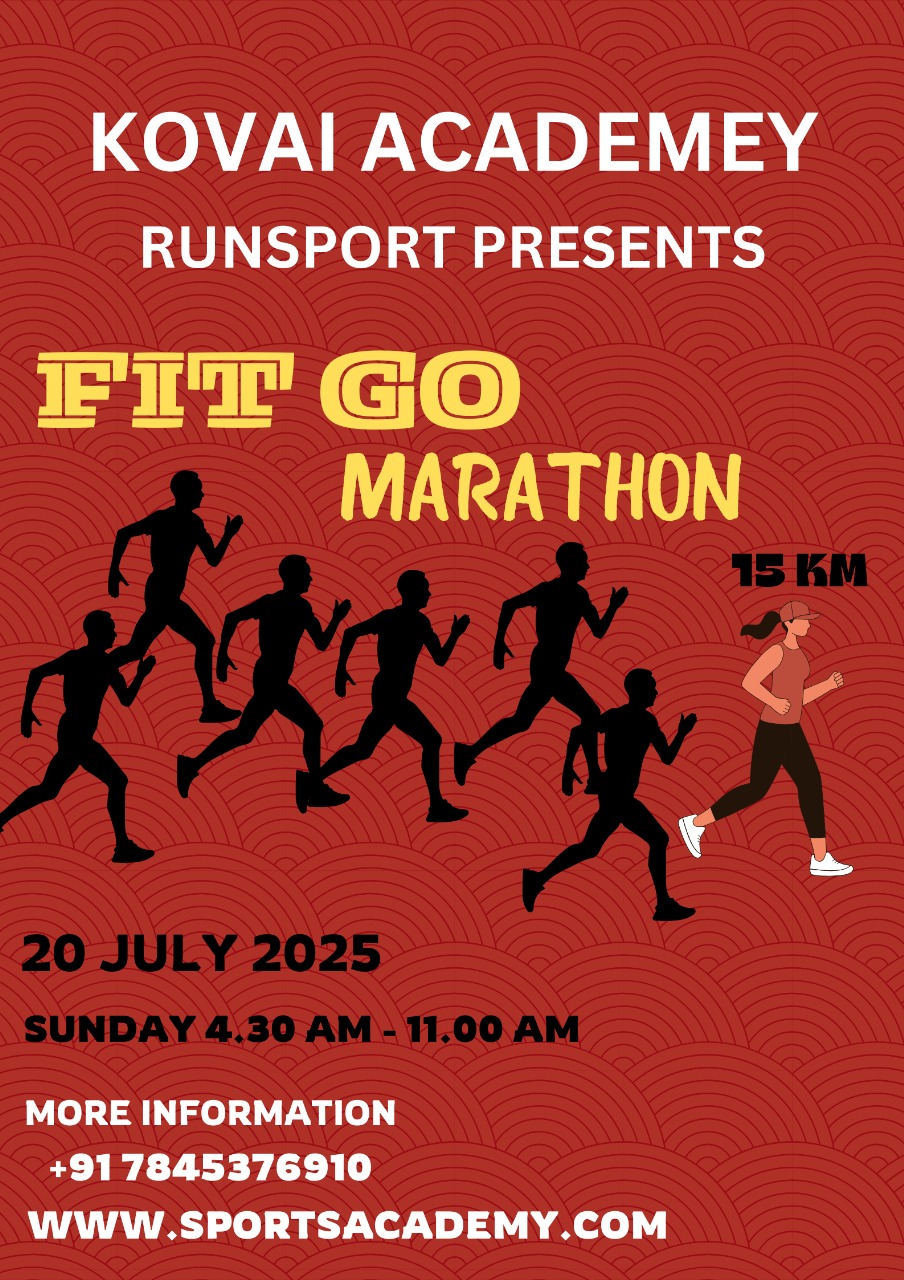 KOVAI ACADEMEY
RUNSPORT PRESENTS
FIT GO
MARATHON
15 KM
20 JULY 2025
SUNDAY 4.30 AM - 11.00 AM
MORE INFORMATION
+91 7845376910
WWW.SPORTSACADEMY.COM